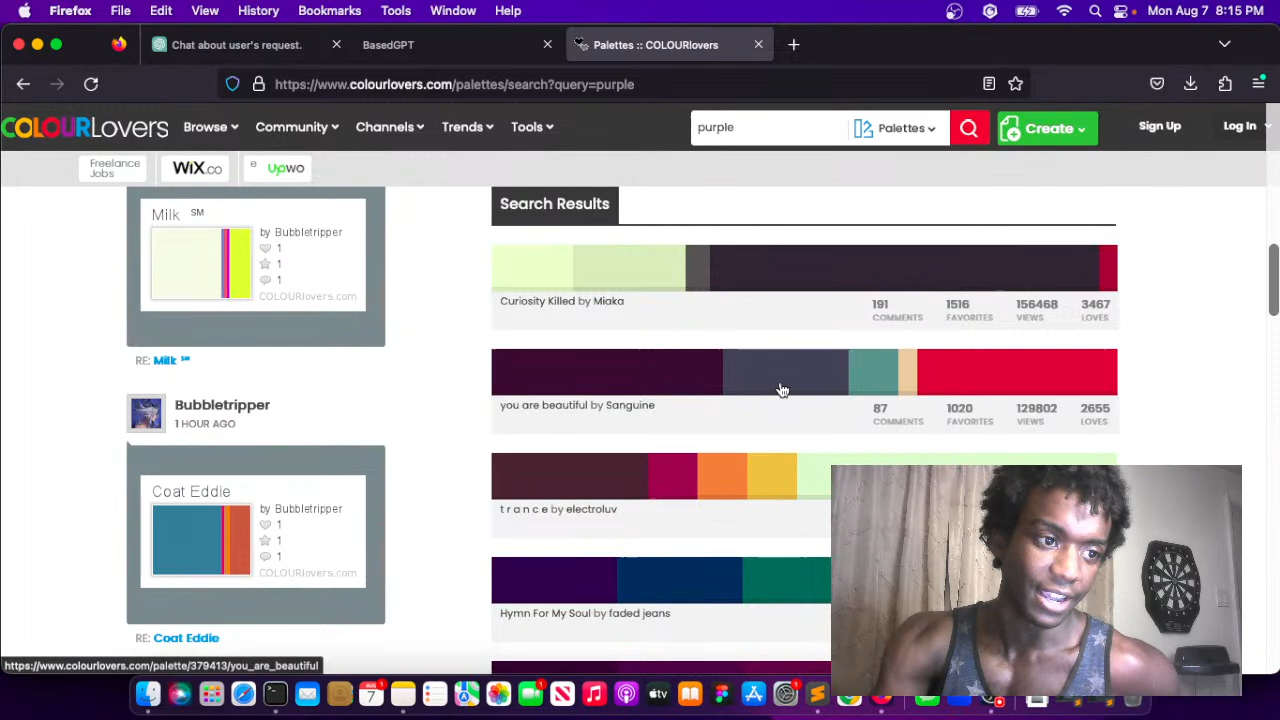 Firefox File Edit View History Bookmarks Tools Window Help Mon Aug 7 8:15 PM
Chat about user's request. BasedGPT Palettes :: COLOURlovers
https://www.colourlovers.com/palettes/search?query=purple
COLOURLovers Browse Community Channels Trends Tools purple Palettes Create Sign Up Log In
Freelance
Jobs
WiX.co
e Upwo
Milk SM
by Bubbletripper
1
1
1
COLOURlovers.com
RE: Milk SM
Bubbletripper
1 HOUR AGO
Coat Eddie
by Bubbletripper
1
1
1
COLOURlovers.com
RE: Coat Eddie
Search Results
Curiosity Killed by Miaka
191 1516 156468 3467
COMMENTS FAVORITES VIEWS LOVES
you are beautiful by Sanguine
87 1020 129802 2655
COMMENTS FAVORITES VIEWS LOVES
t r a n c e by electroluv
Hymn For My Soul by faded jeans
https://www.colourlovers.com/palette/379413/you_are_beautiful